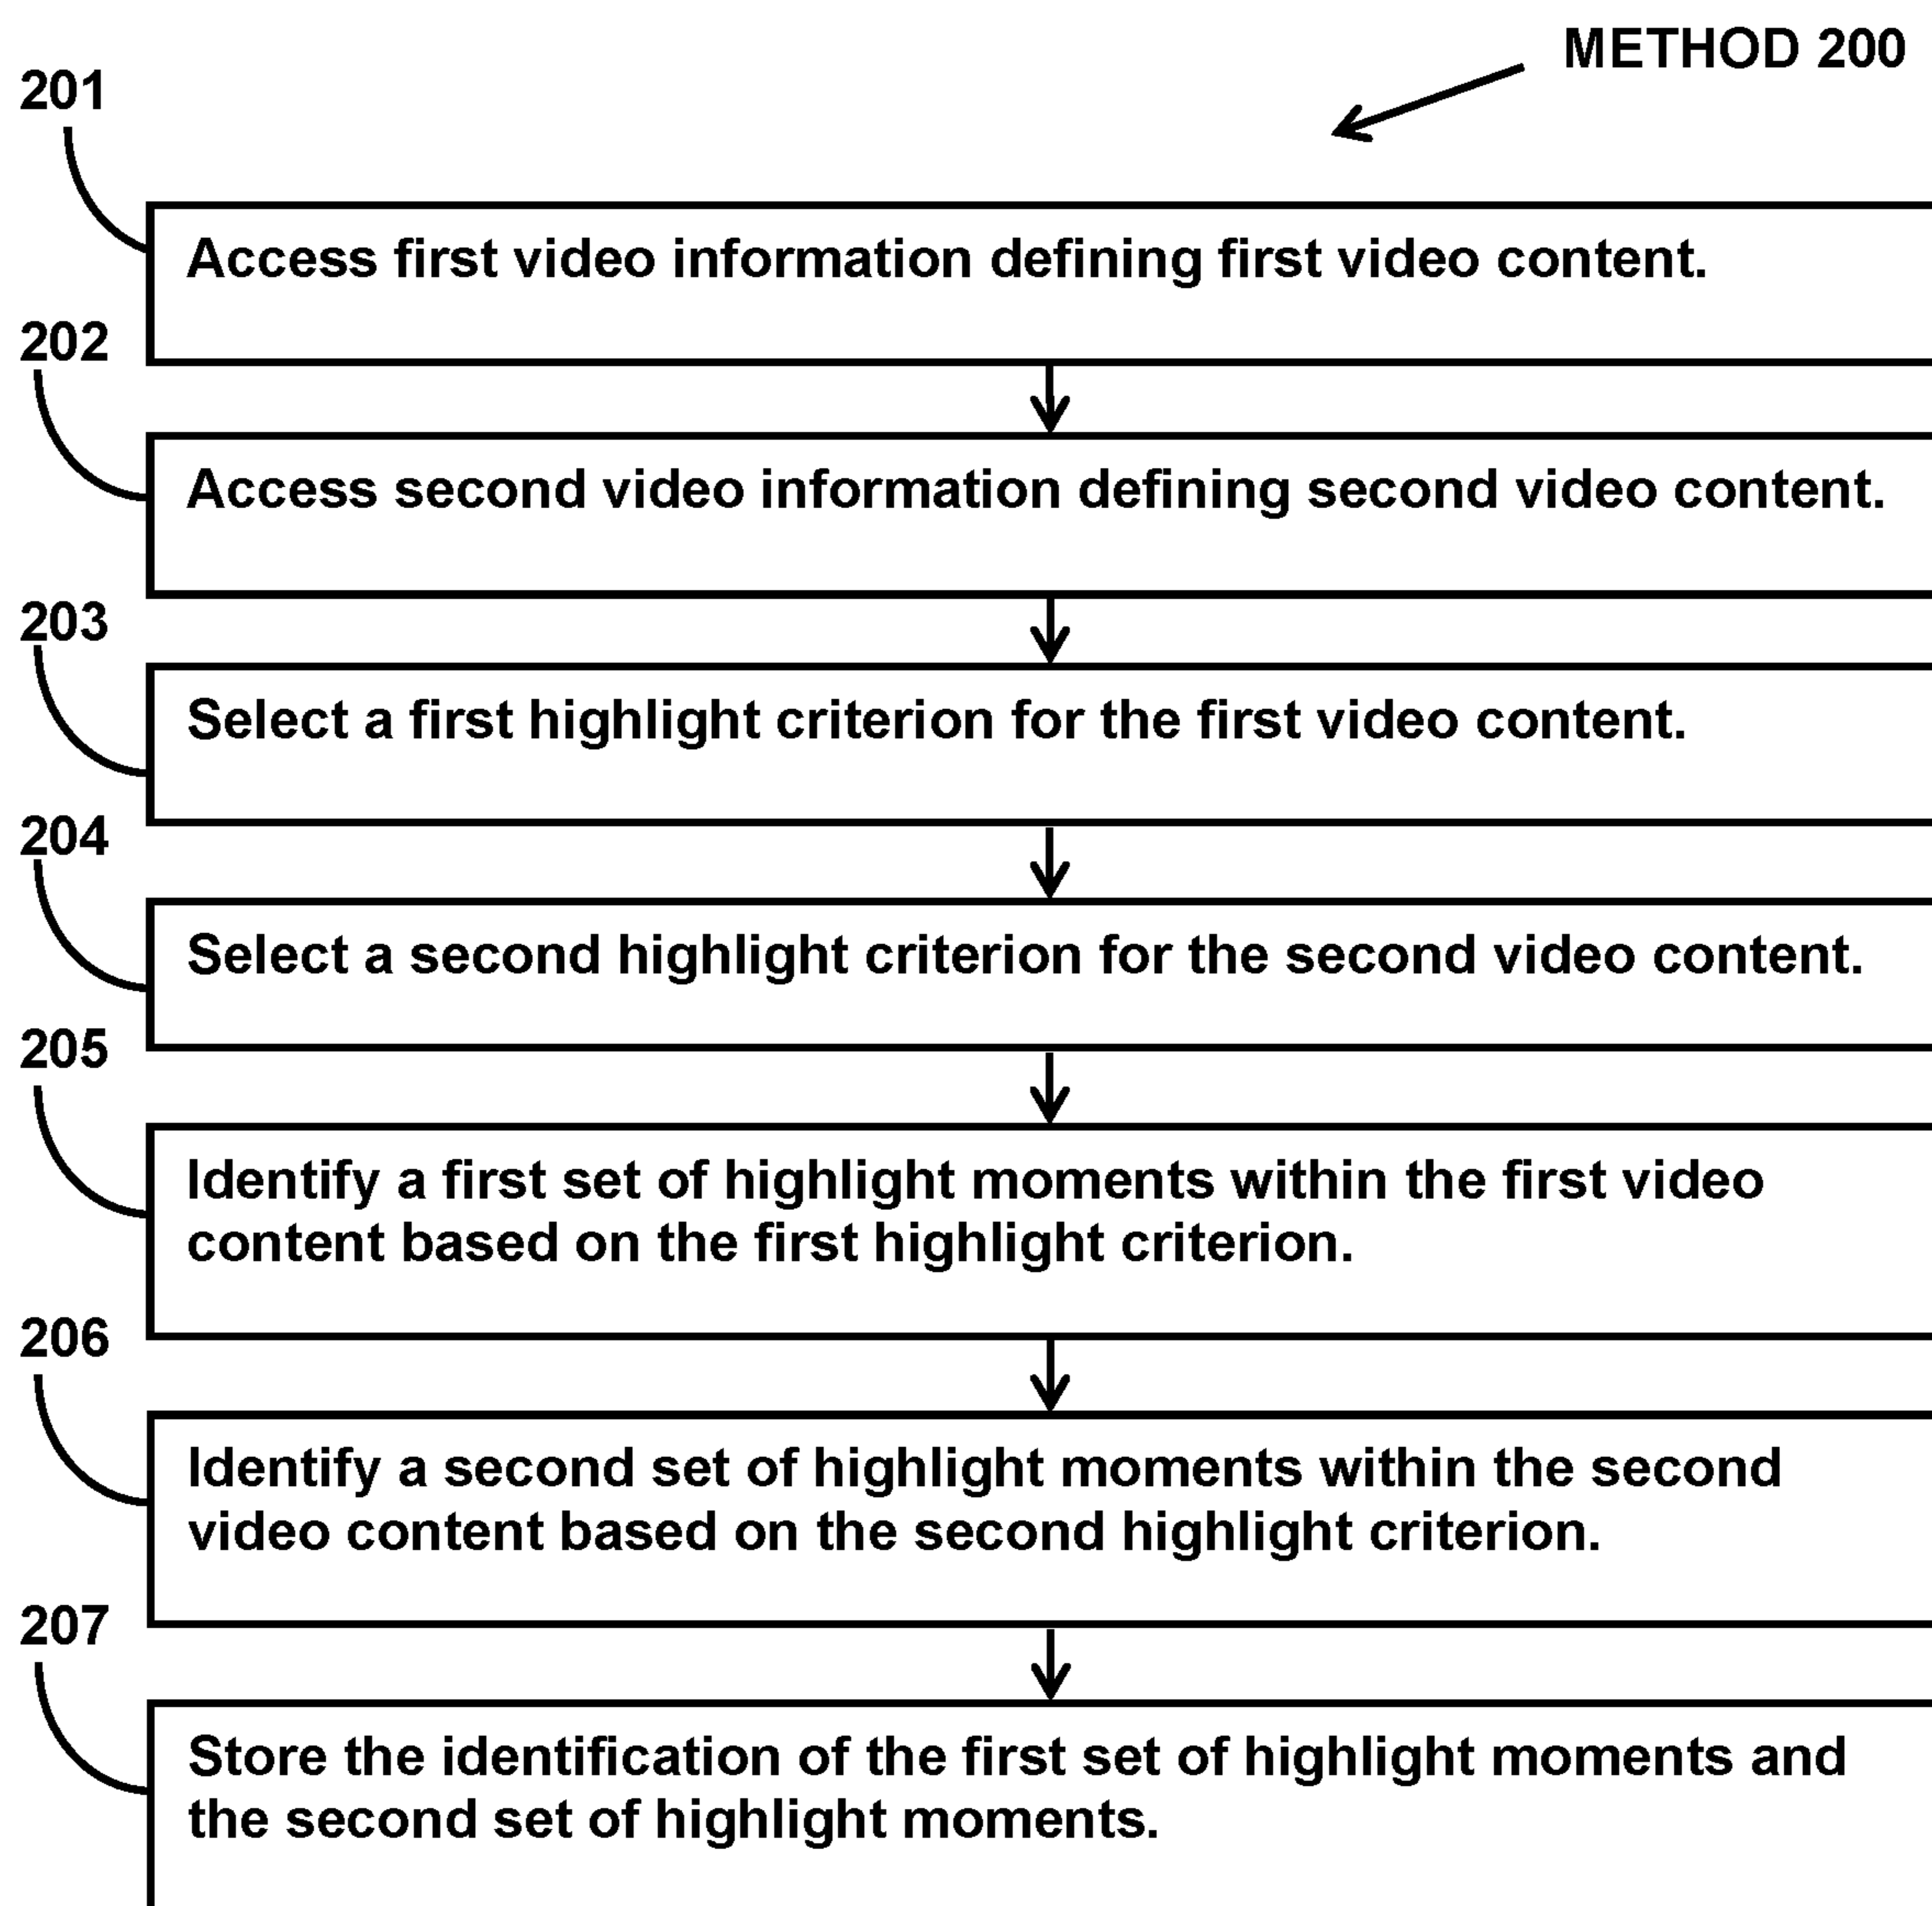 METHOD 200
201
Access first video information defining first video content.
202
Access second video information defining second video content.
203
Select a first highlight criterion for the first video content.
204
Select a second highlight criterion for the second video content.
205
Identify a first set of highlight moments within the first video
content based on the first highlight criterion.
206
Identify a second set of highlight moments within the second
video content based on the second highlight criterion.
207
Store the identification of the first set of highlight moments and
the second set of highlight moments.